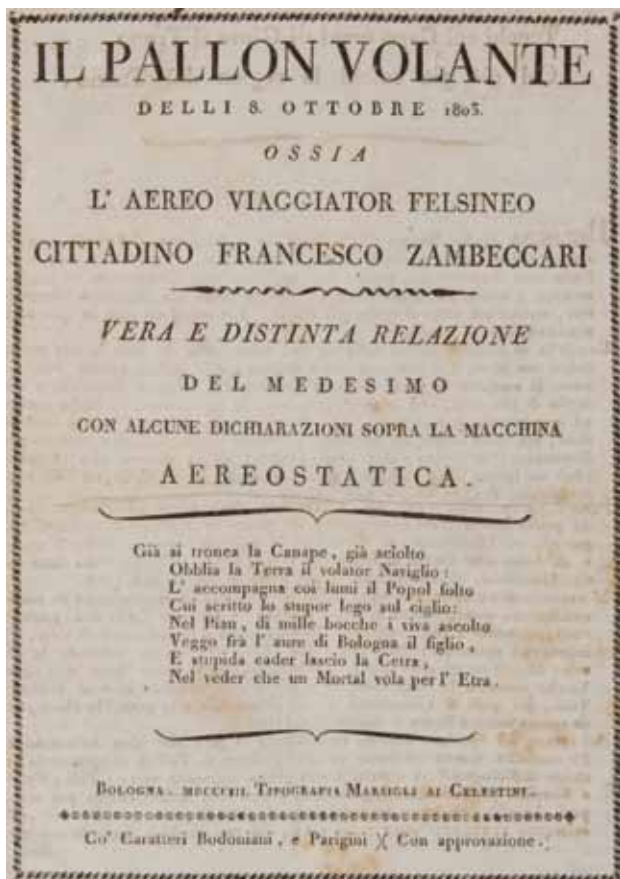 IL PALLON VOLANTE
DELLI 8. OTTOBRE 1803.
OSSIA
L' AEREO VIAGGIATOR FELSINEO
CITTADINO FRANCESCO ZAMBECCARI
VERA E DISTINTA RELAZIONE
DEL MEDESIMO
CON ALCUNE DICHIARAZIONI SOPRA LA MACCHINA
AEREOSTATICA.
Già si tronca la Canape, già sciolto
Obblia la Terra il volator Naviglio:
L' accompagna coi lumi il Popol folto
Cui scritto lo stupor lego sul ciglio:
Nel Pian, di mille bocche i viva ascolto
Veggo frà l' aure di Bologna il figlio,
E stupida cader lascio la Cetra,
Nel veder che un Mortal vola per l' Etra.
BOLOGNA. TIPOGRAFIA MARSIGLI AI CELESTINI.
Co' Caratteri Bodoniani, e Parigini )( Con approvazione.